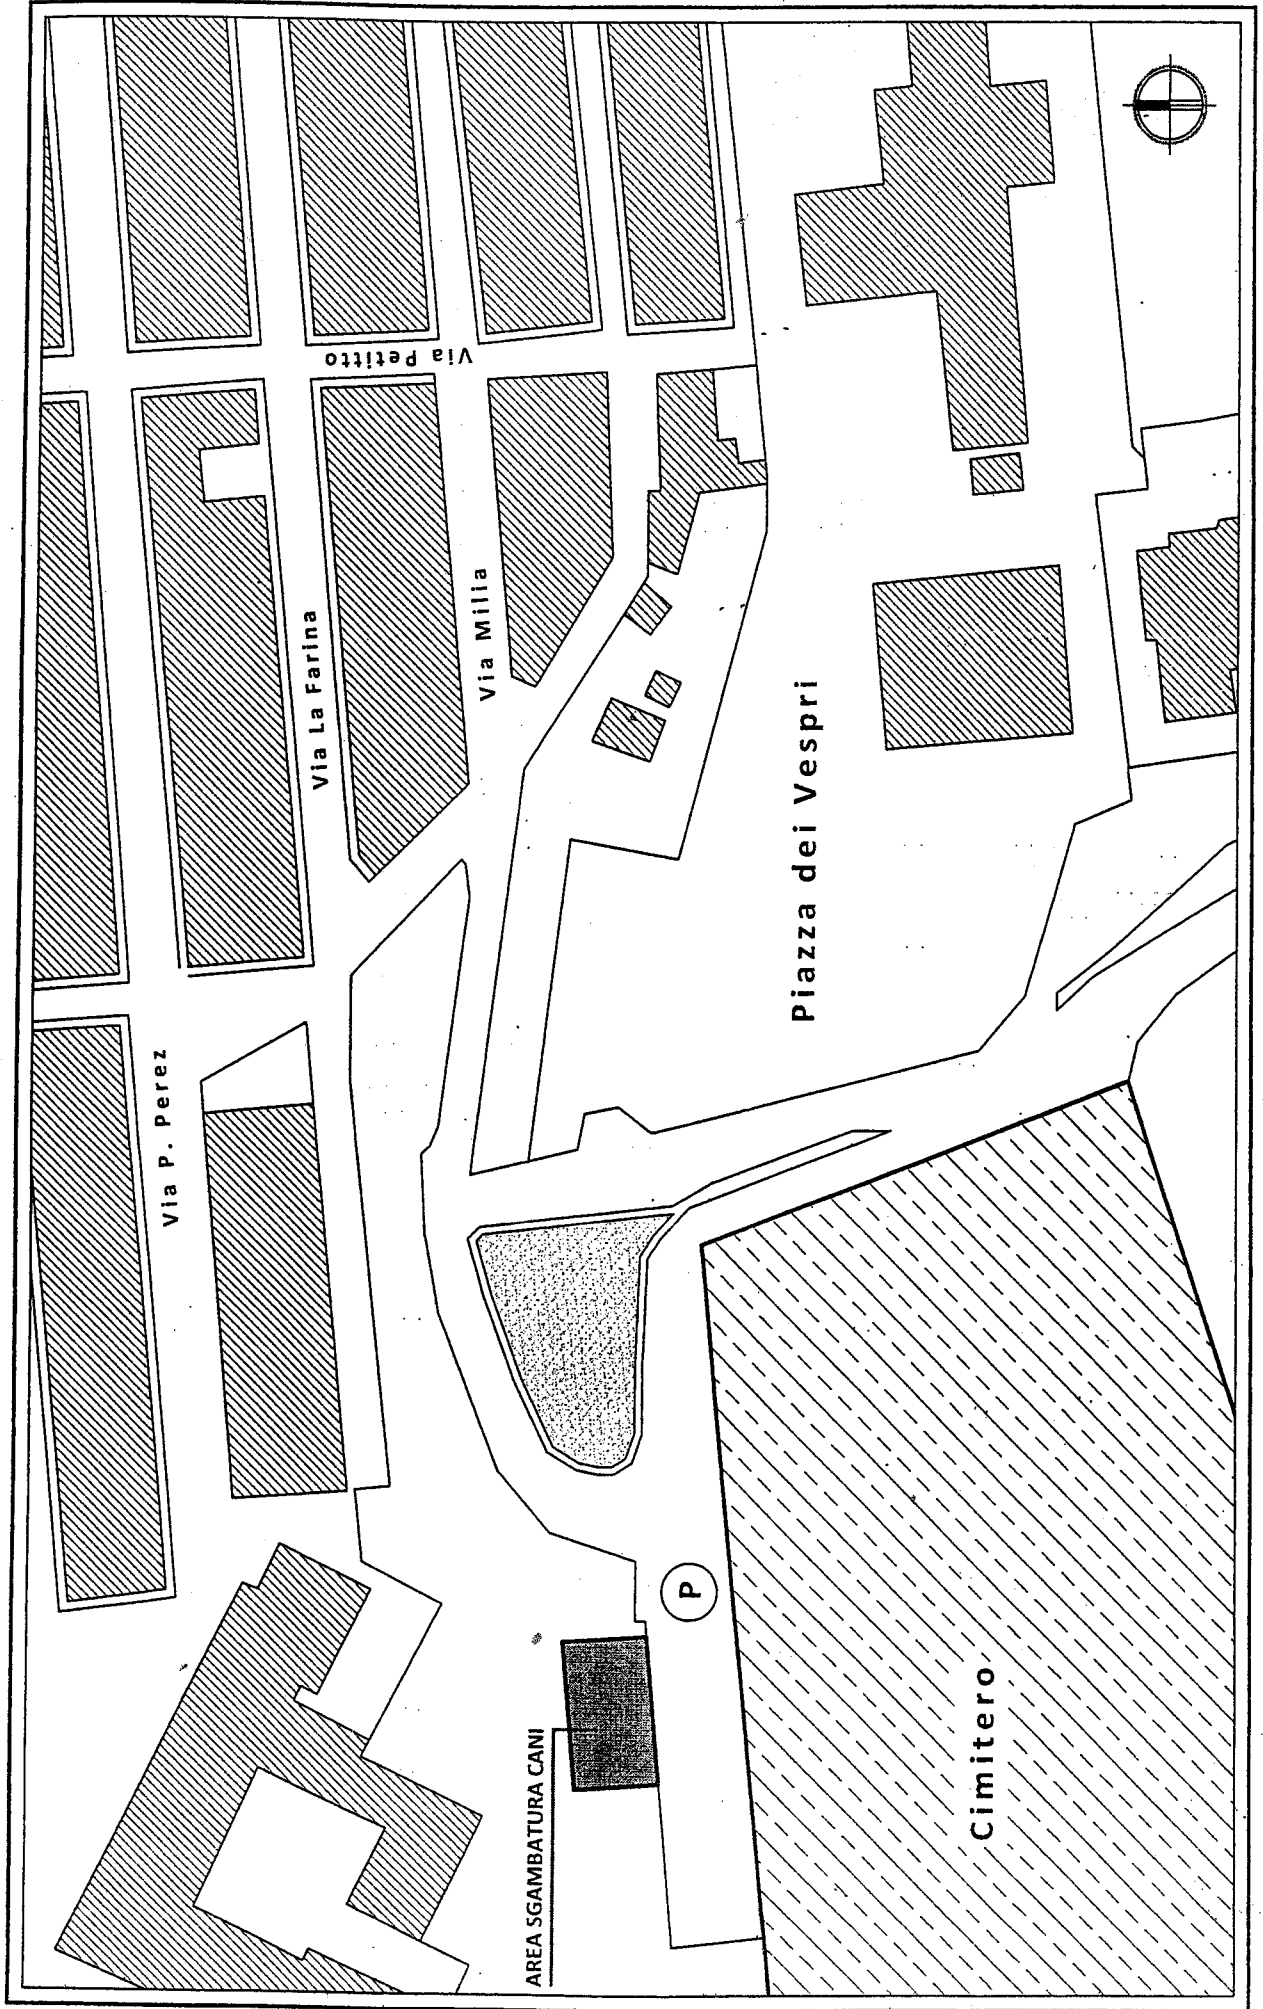 Via Petitto
Via La Farina
Via Milia
Via P. Perez
Piazza dei Vespri
P
AREA SGAMBATURA CANI
Cimitero